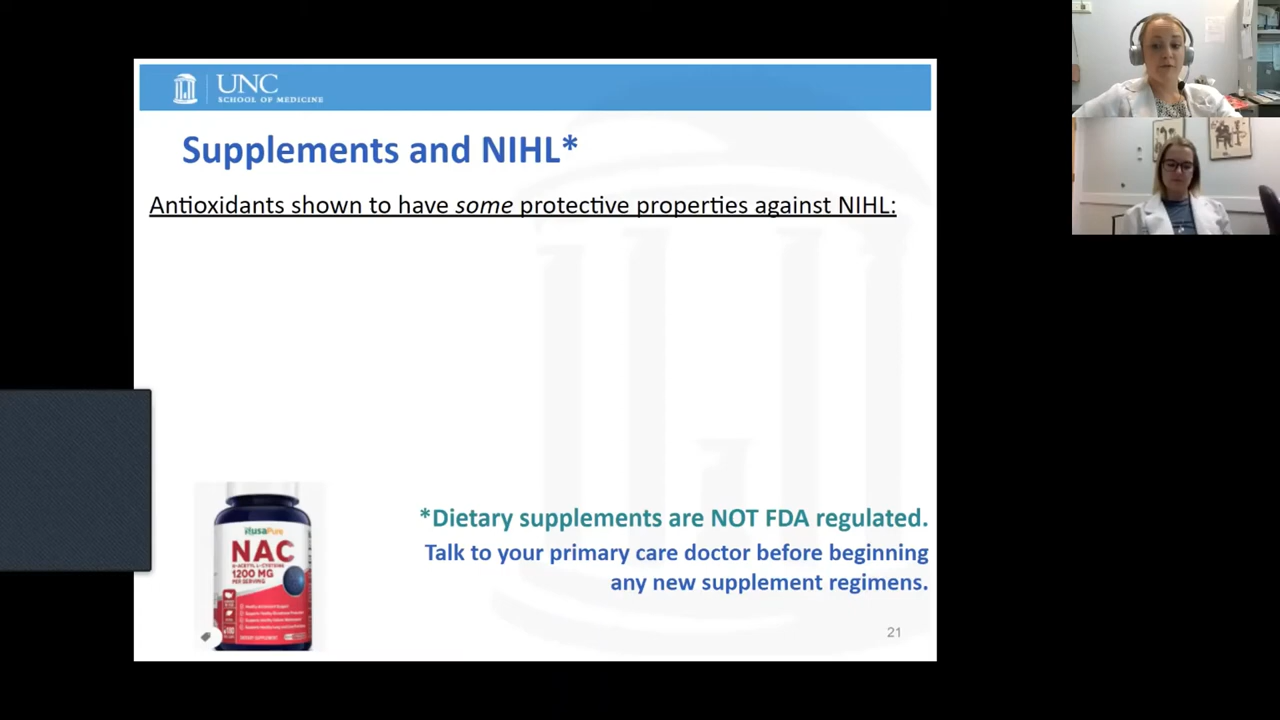 UNC
SCHOOL OF MEDICINE
Supplements and NIHL*
Antioxidants shown to have some protective properties against NIHL:
NAC
1200 MG
PER SERVING
DIETARY SUPPLEMENT
*Dietary supplements are NOT FDA regulated.
Talk to your primary care doctor before beginning
any new supplement regimens.
21